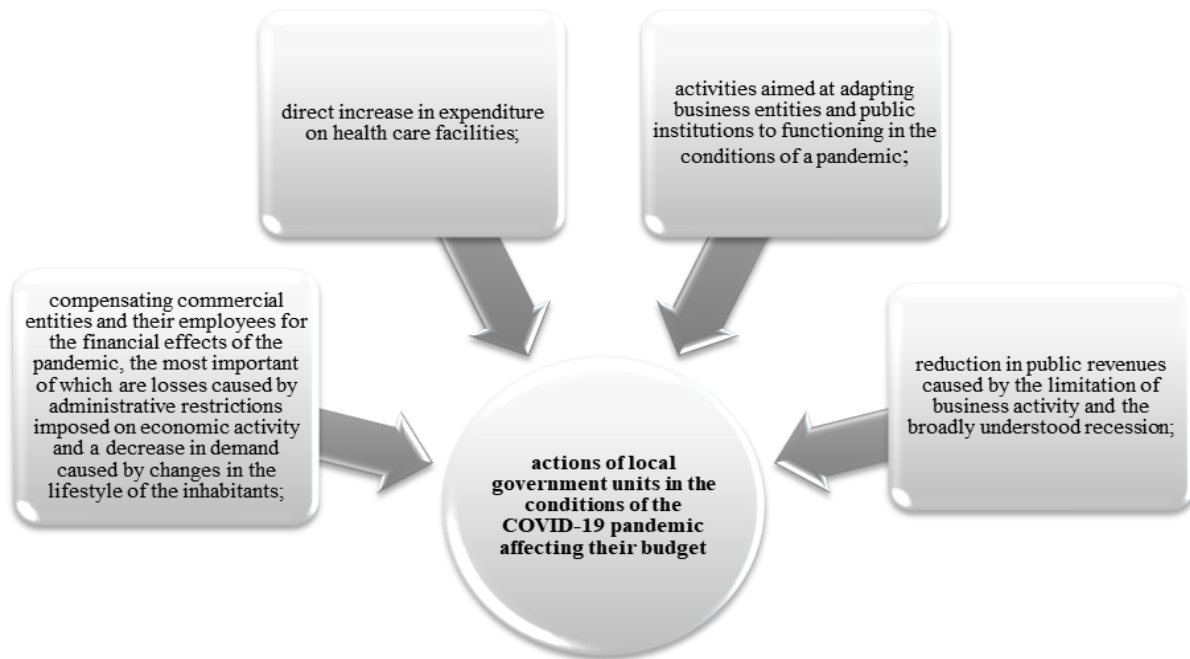 direct increase in expenditure
on health care facilities;
activities aimed at adapting
business entities and public
institutions to functioning in the
conditions of a pandemic;
compensating commercial
entities and their employees for
the financial effects of the
pandemic, the most important
of which are losses caused by
administrative restrictions
imposed on economic activity
and a decrease in demand
caused by changes in the
lifestyle of the inhabitants;
reduction in public revenues
caused by the limitation of
business activity and the
broadly understood recession;
actions of local
government units in the
conditions of the
COVID-19 pandemic
affecting their budget